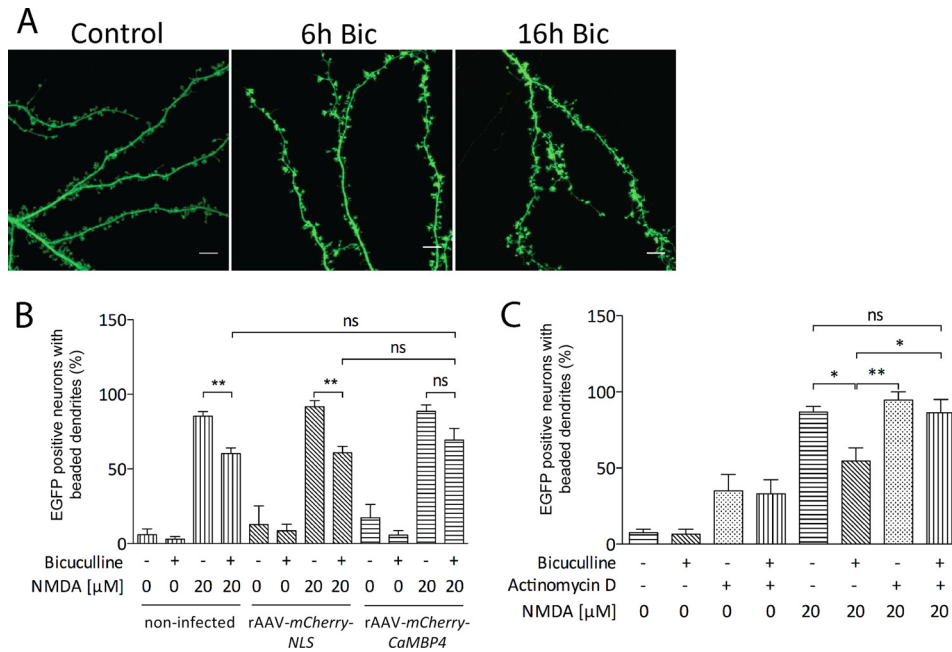 A
Control 6h Bic 16h Bic
B
EGFP positive neurons with
beaded dendrites (%)
150
100
50
0
ns
ns
** ** ns
Bicuculline - + - + - + - + - + - +
NMDA [μM] 0 0 20 20 0 0 20 20 0 0 20 20
non-infected rAAV-mCherry- rAAV-mCherry-
NLS CaMBP4
C
EGFP positive neurons with
beaded dendrites (%)
150
100
50
0
ns
*
* **
Bicuculline - + - + - + - +
Actinomycin D - - + + - - + +
NMDA [μM] 0 0 0 0 20 20 20 20